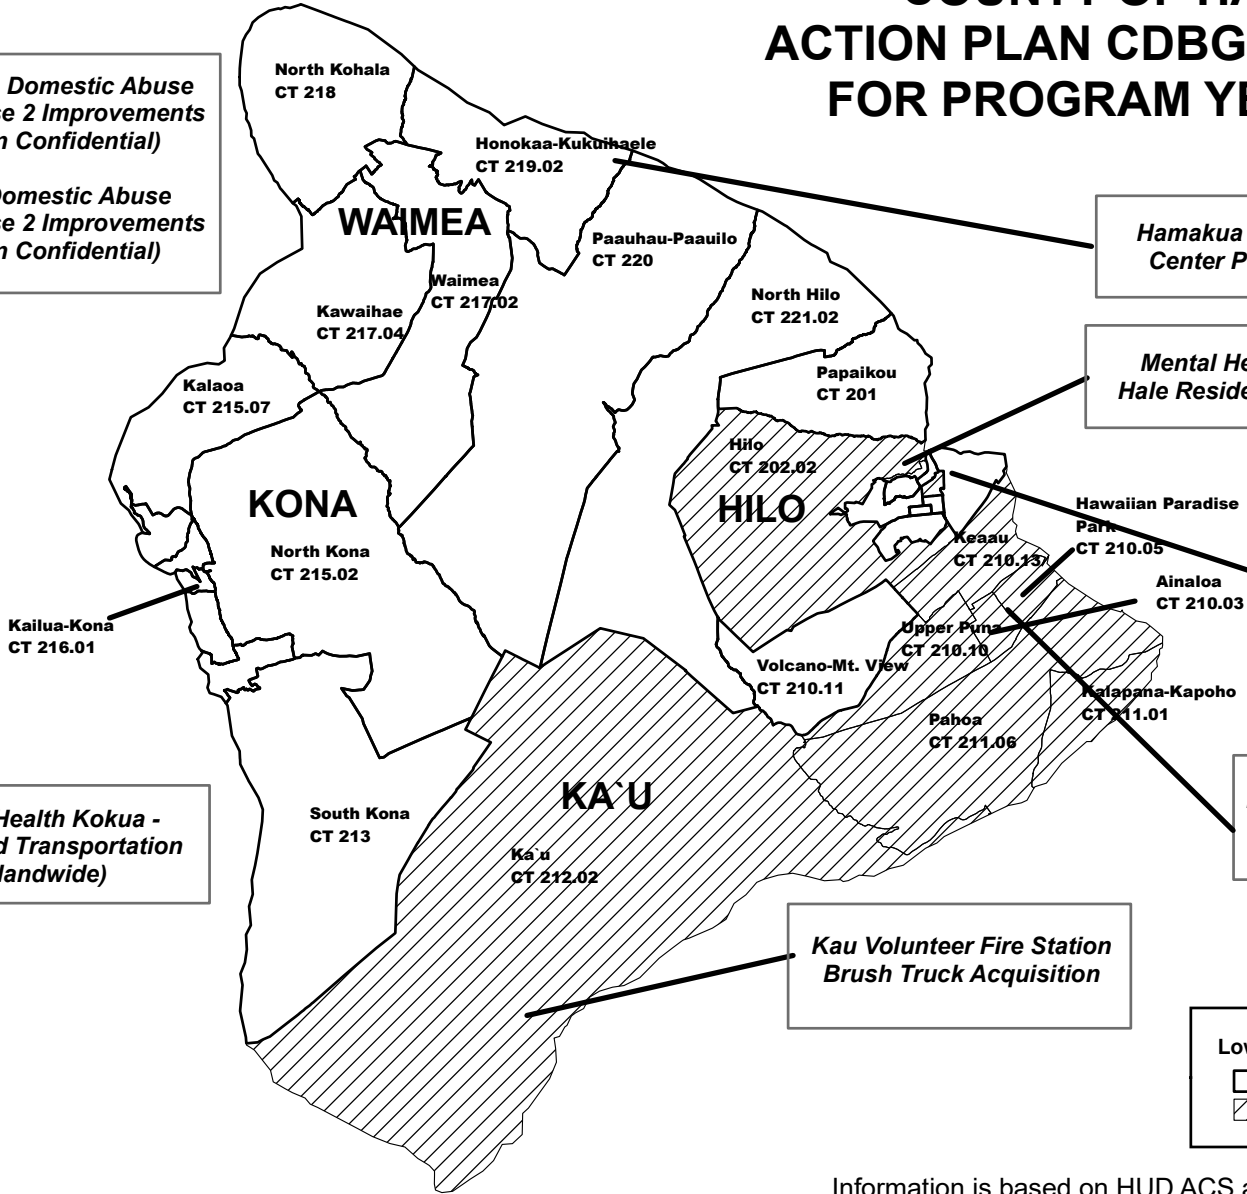 COUNTY OF
ACTION PLAN CDBG
FOR PROGRAM
Domestic Abuse
2 Improvements
Confidential)
Domestic Abuse
2 Improvements
Confidential)
North Kohala
CT 218
Honokaa-Kukuihaele
CT 219.02
WAIMEA
Paauhau-Paauilo
CT 220
Hamakua
Center
Waimea
CT 217.02
Kawaihae
CT 217.04
North Hilo
CT 221.02
Mental
Hale
Papaikou
CT 201
Kalaoa
CT 215.07
Hilo
CT 202.02
KONA
HILO
Hawaiian Paradise
Park
CT 210.05
North Kona
CT 215.02
Keaau
CT 210.13
Ainaloa
CT 210.03
Kailua-Kona
CT 216.01
Upper Puna
CT 210.10
Volcano-Mt. View
CT 210.11
Kalapana-Kapoho
CT 211.01
Pahoa
CT 211.06
KA`U
South Kona
CT 213
Health Kokua -
Transportation
Ka`u
CT 212.02
Kau Volunteer Fire Station
Brush Truck Acquisition
Information is based on HUD ACS